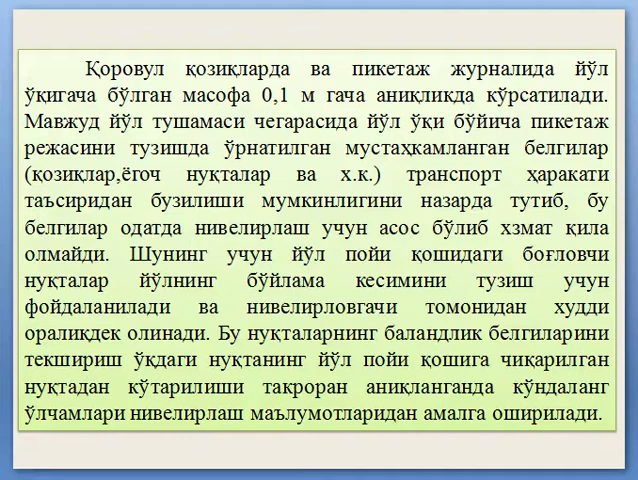 Қоровул қозиқларда ва пикетаж журналида йўл
ўқигача бўлган масофа 0,1 м гача аниқликда кўрсатилади.
Мавжуд йўл тушамаси чегарасида йўл ўқи бўйича пикетаж
режасини тузишда ўрнатилган мустаҳкамланган белгилар
(қозиқлар,ёғоч нуқталар ва х.к.) транспорт ҳаракати
таъсиридан бузилиши мумкинлигини назарда тутиб, бу
белгилар одатда нивелирлаш учун асос бўлиб хзмат қила
олмайди. Шунинг учун йўл пойи қошидаги боғловчи
нуқталар йўлнинг бўйлама кесимини тузиш учун
фойдаланилади ва нивелирловгачи томонидан худди
оралиқдек олинади. Бу нуқталарнинг баландлик белгиларини
текшириш ўқдаги нуқтанинг йўл пойи қошига чиқарилган
нуқтадан кўтарилиши такроран аниқланганда кўндаланг
ўлчамлари нивелирлаш маълумотларидан амалга оширилади.